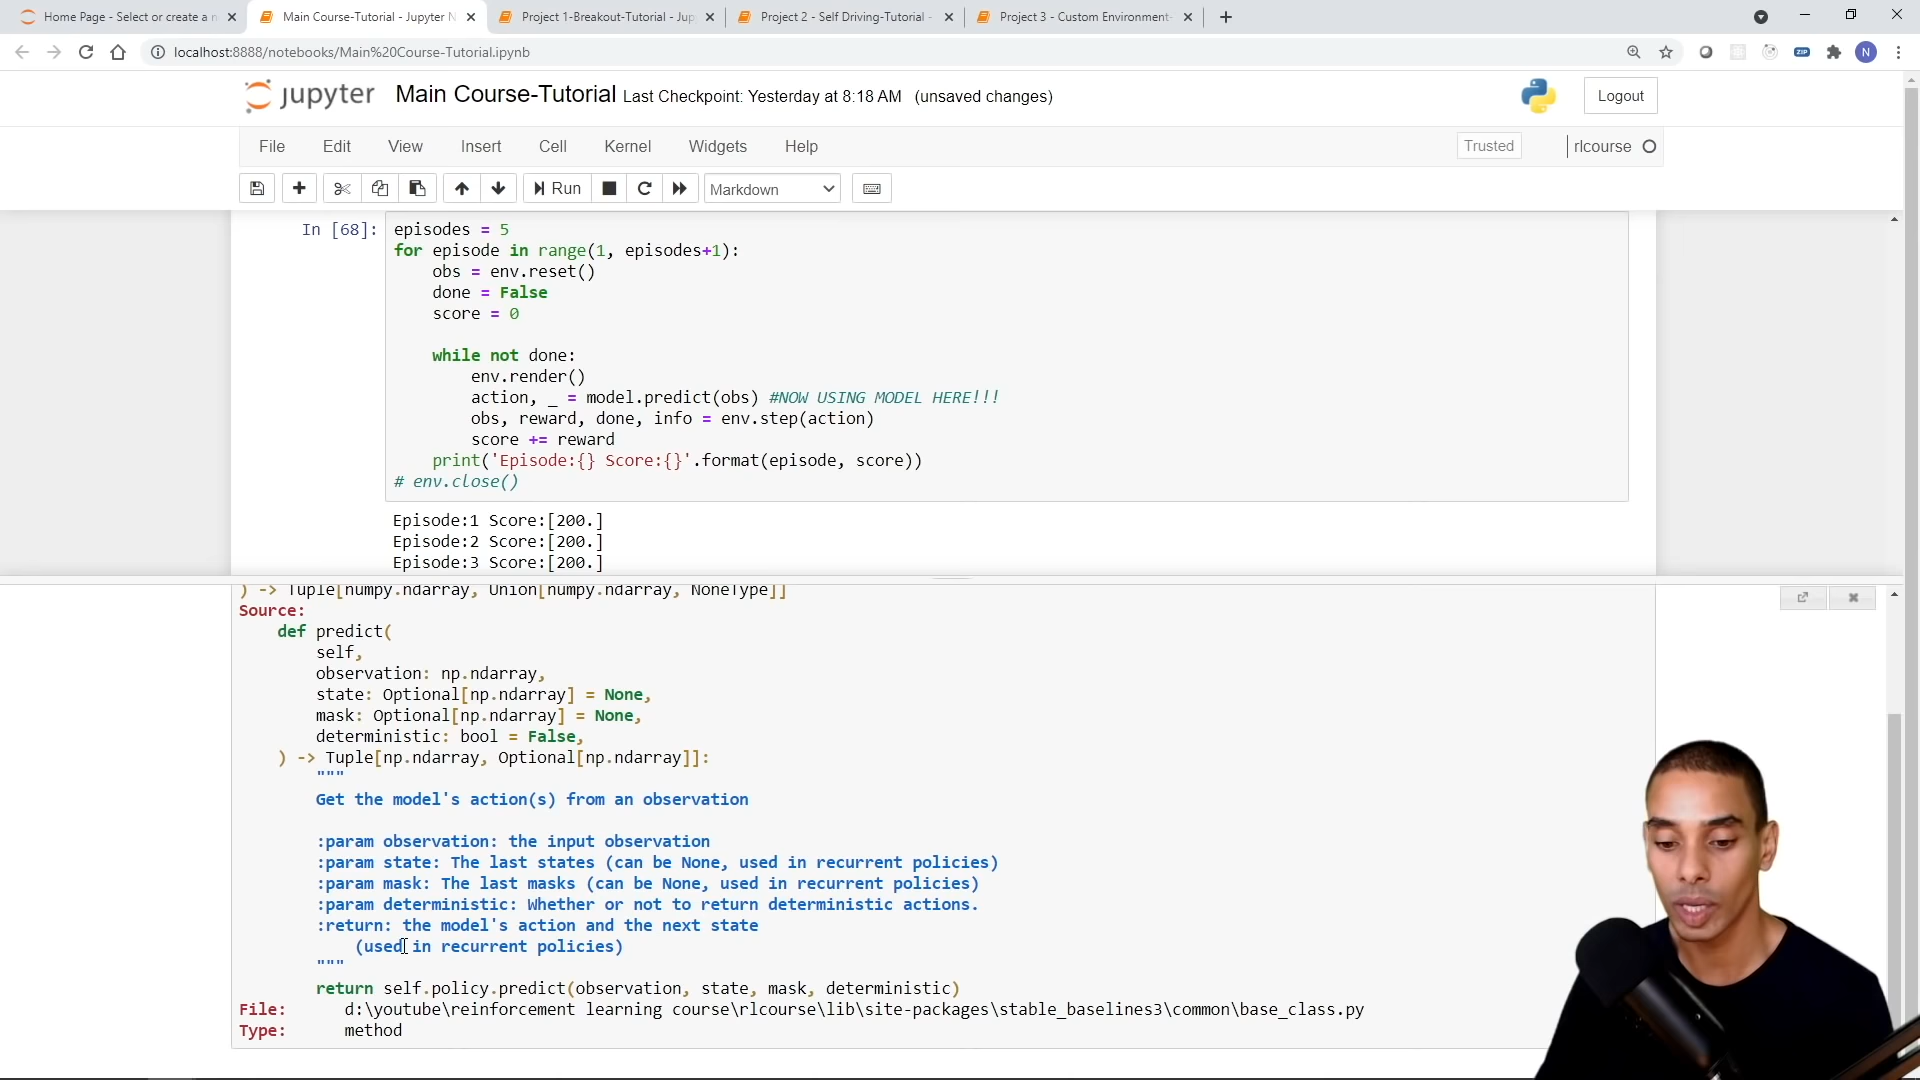 Home Page - Select or create a n
Main Course-Tutorial - Jupyter N
Project 1-Breakout-Tutorial - Jup
Project 2 - Self Driving-Tutorial -
Project 3 - Custom Environment-
localhost:8888/notebooks/Main%20Course-Tutorial.ipynb
ZIP
N
jupyter Main Course-Tutorial Last Checkpoint: Yesterday at 8:18 AM (unsaved changes)
Logout
File Edit View Insert Cell Kernel Widgets Help
Trusted
rlcourse
Run
Markdown
In [68]: episodes = 5
for episode in range(1, episodes+1):
obs = env.reset()
done = False
score = 0
while not done:
env.render()
action, _ = model.predict(obs) #NOW USING MODEL HERE!!!
obs, reward, done, info = env.step(action)
score += reward
print('Episode:{} Score:{}'.format(episode, score))
# env.close()
Episode:1 Score:[200.]
Episode:2 Score:[200.]
Episode:3 Score:[200.]
) -> Tuple[numpy.ndarray, Union[numpy.ndarray, NoneType]]
Source:
def predict(
self,
observation: np.ndarray,
state: Optional[np.ndarray] = None,
mask: Optional[np.ndarray] = None,
deterministic: bool = False,
) -> Tuple[np.ndarray, Optional[np.ndarray]]:
"""
Get the model's action(s) from an observation
:param observation: the input observation
:param state: The last states (can be None, used in recurrent policies)
:param mask: The last masks (can be None, used in recurrent policies)
:param deterministic: Whether or not to return deterministic actions.
:return: the model's action and the next state
(used in recurrent policies)
"""
return self.policy.predict(observation, state, mask, deterministic)
File: d:\youtube\reinforcement learning course\rlcourse\lib\site-packages\stable_baselines3\common\base_class.py
Type: method